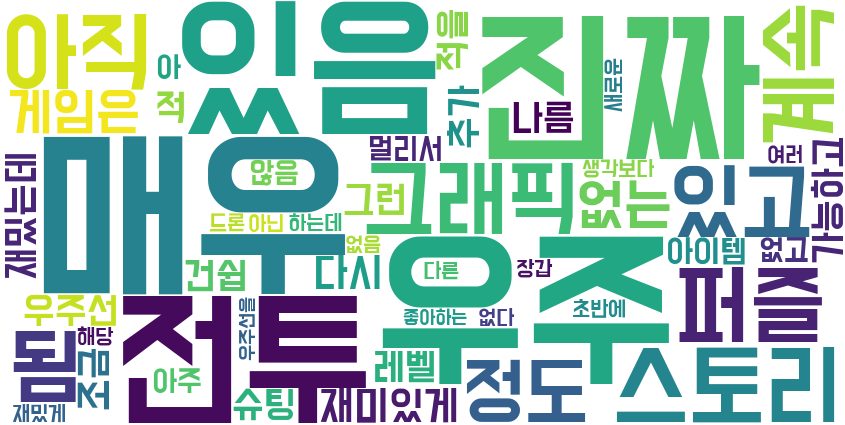 아직
있음
진짜
계속
게임은
아
적
적을
추가
나름
새로운
매우
않음
멀리서
그런
그래픽
생각보다
없는
있고
여러
가능하고
재밌는데
드론
아닌
하는데
없음
건쉽
다시
우주
다른
장갑
아이템
없고
우주선
우주선을
해당
좋아하는
없다
초반에
퍼즐
됨
조금
전투
아주
레벨
정도
스토리
재밌게
슈팅
재미있게